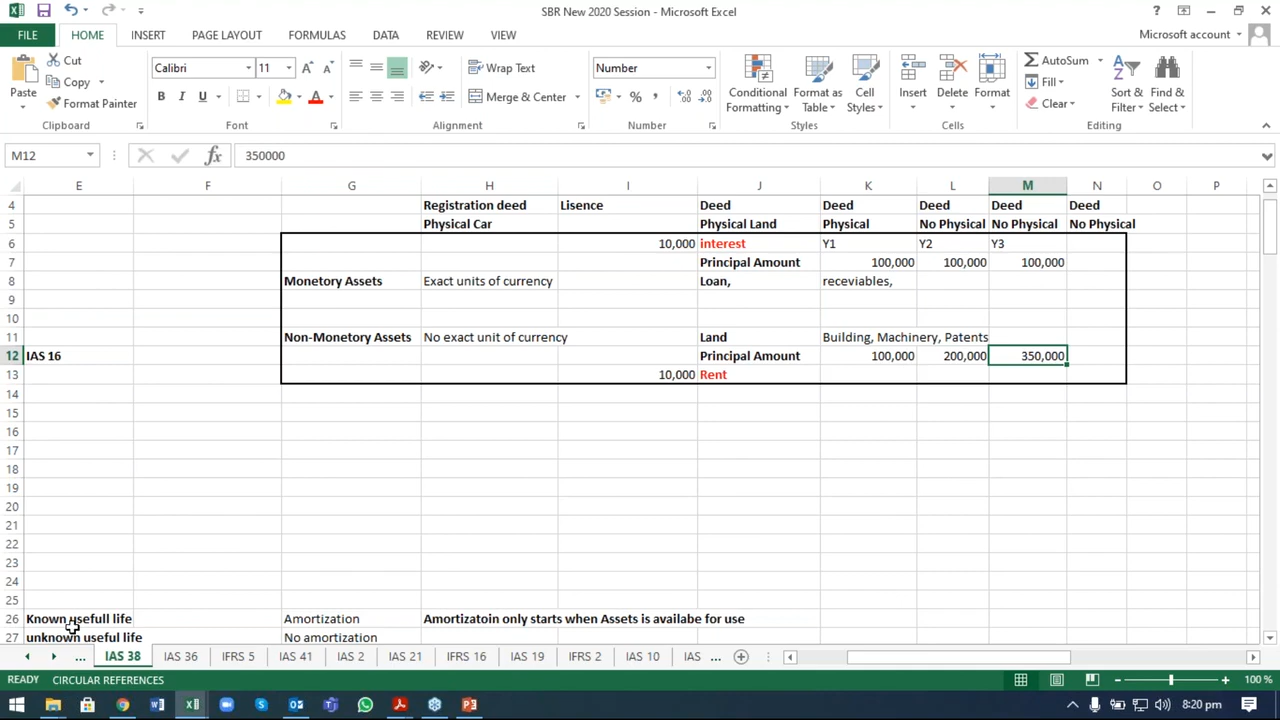 SBR New 2020 Session - Microsoft Excel
FILE HOME INSERT PAGE LAYOUT FORMULAS DATA REVIEW VIEW Microsoft account
Cut
Copy
Format Painter
Paste
Clipboard
Calibri 11
B I U
Font
Wrap Text
Merge & Center
Alignment
Number
%
Number
Conditional Formatting
Format as Table
Cell Styles
Styles
Insert Delete Format
Cells
AutoSum
Fill
Clear
Sort & Filter
Find & Select
Editing
M12 fx 350000
E F G H I J K L M N O P
4 Registration deed Lisence Deed Deed Deed Deed Deed
5 Physical Car Physical Land Physical No Physical No Physical No Physical
6 10,000 interest Y1 Y2 Y3
7 Principal Amount 100,000 100,000 100,000
8 Monetory Assets Exact units of currency Loan, receviables,
9
10
11 Non-Monetory Assets No exact unit of currency Land Building, Machinery, Patents
12 IAS 16 Principal Amount 100,000 200,000 350,000
13 10,000 Rent
14
15
16
17
18
19
20
21
22
23
24
25
26 Known usefull life Amortization Amortizatoin only starts when Assets is availabe for use
27 unknown useful life No amortization
... IAS 38 IAS 36 IFRS 5 IAS 41 IAS 2 IAS 21 IFRS 16 IAS 19 IFRS 2 IAS 10 IAS ...
READY CIRCULAR REFERENCES 100 %
8:20 pm